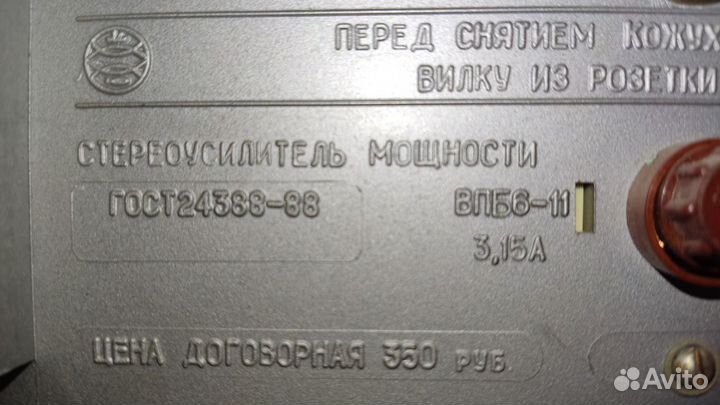 ПЕРЕД СНЯТИЕМ КОЖУХ
ВИЛКУ ИЗ РОЗЕТКИ
СТЕРЕОУСИЛИТЕЛЬ МОЩНОСТИ
ГОСТ24388-88 ВПБ6-11
3,15А
ЦЕНА ДОГОВОРНАЯ 350 РУБ.
Avito